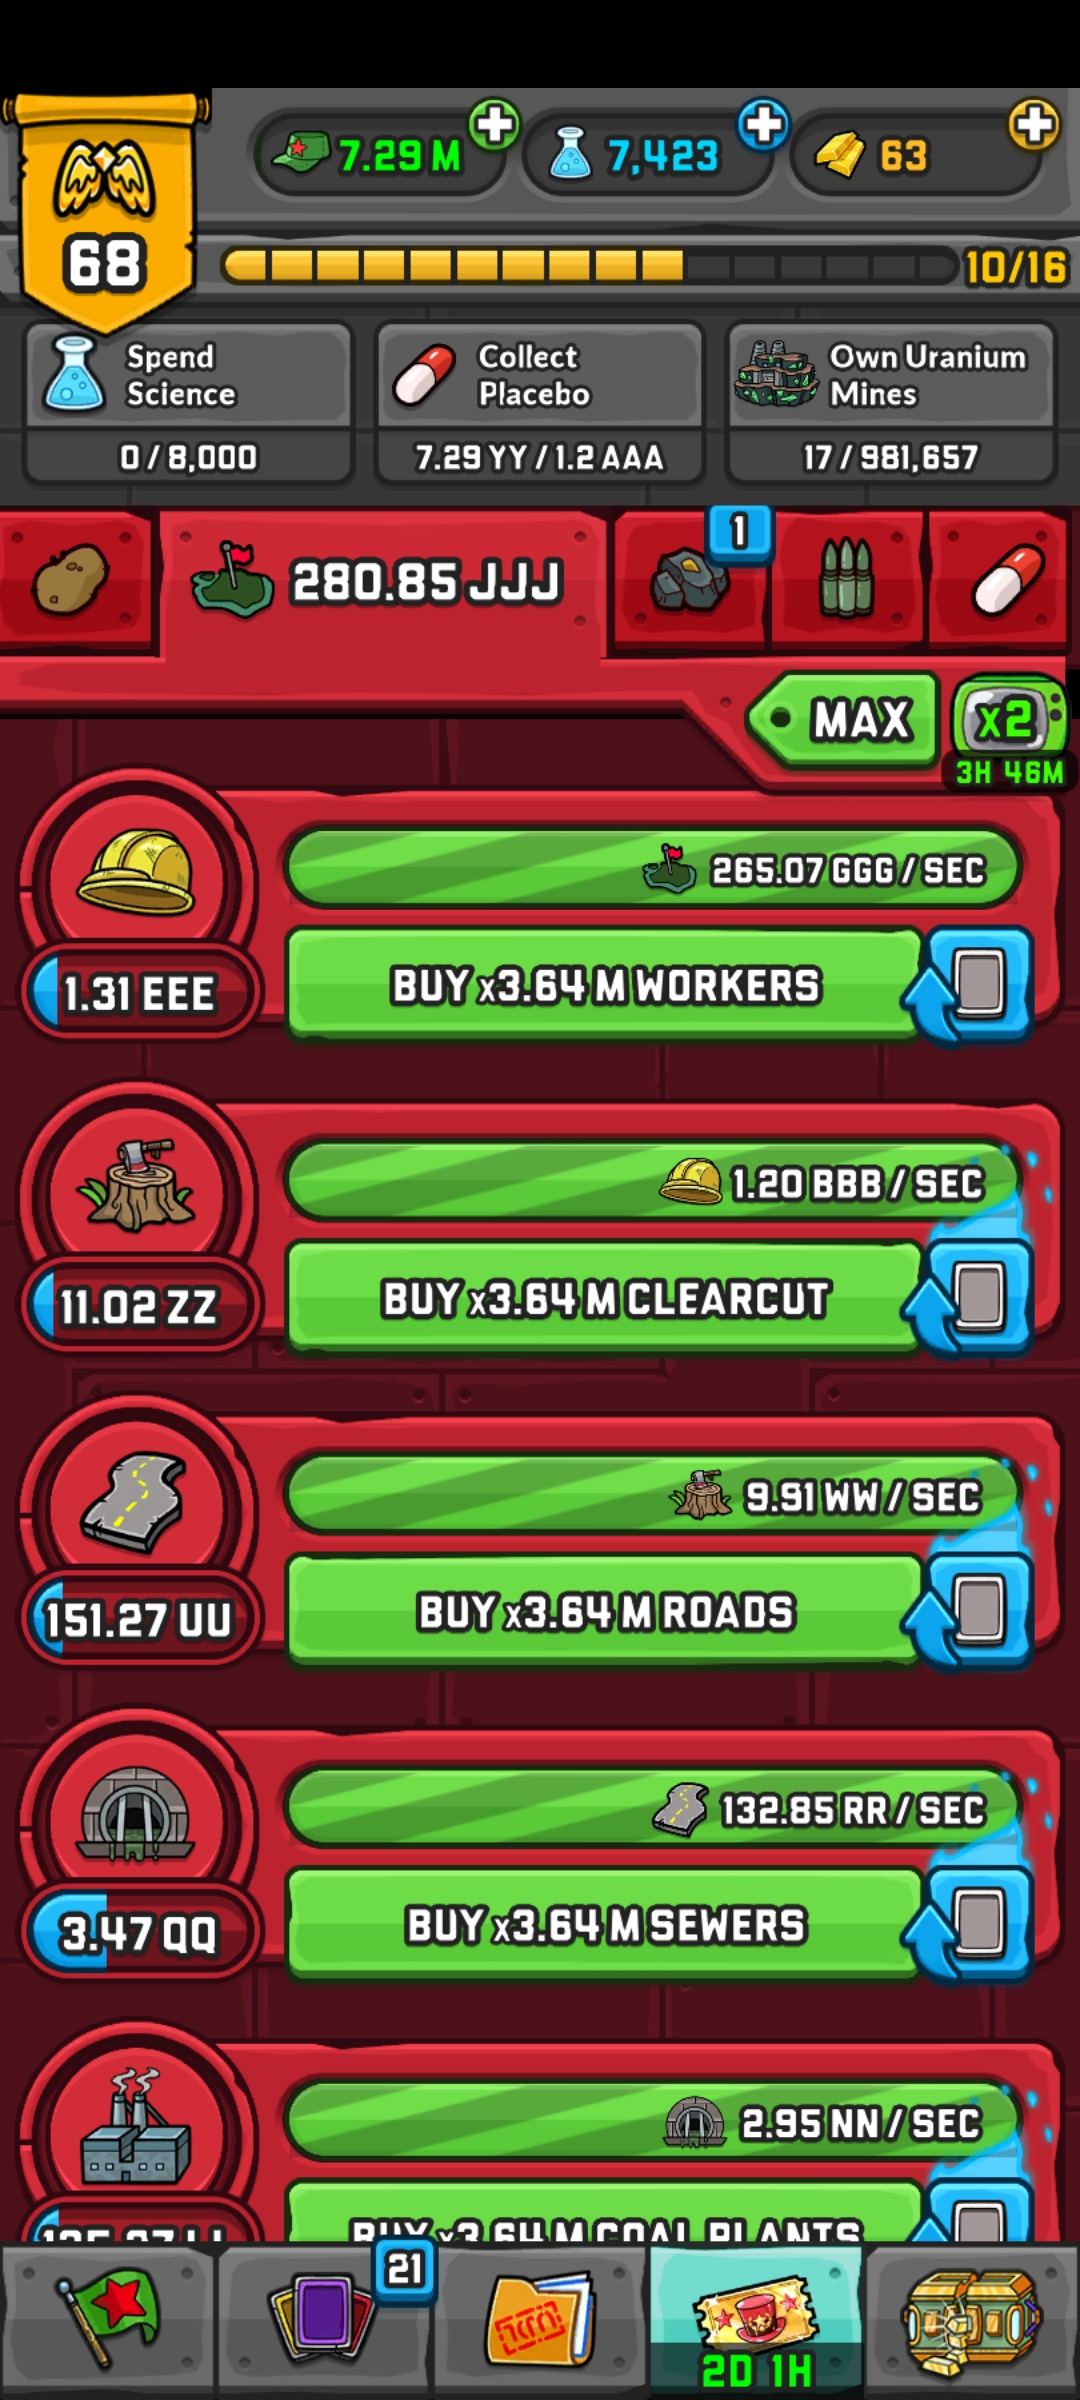 7.29 M
7,423
63
68
10/16
Spend
Science
Collect
Placebo
Own Uranium
Mines
0 / 8,000
7.29 YY / 1.2 AAA
17 / 981,657
280.85 JJJ
1
MAX
x2
3H 46M
265.07 GGG / SEC
1.31 EEE
BUY x3.64 M WORKERS
1.20 BBB / SEC
11.02 ZZ
BUY x3.64 M CLEARCUT
9.91 WW / SEC
151.27 UU
BUY x3.64 M ROADS
132.85 RR / SEC
3.47 QQ
BUY x3.64 M SEWERS
2.95 NN / SEC
BUY x3.64 M COAL PLANTS
21
2D 1H